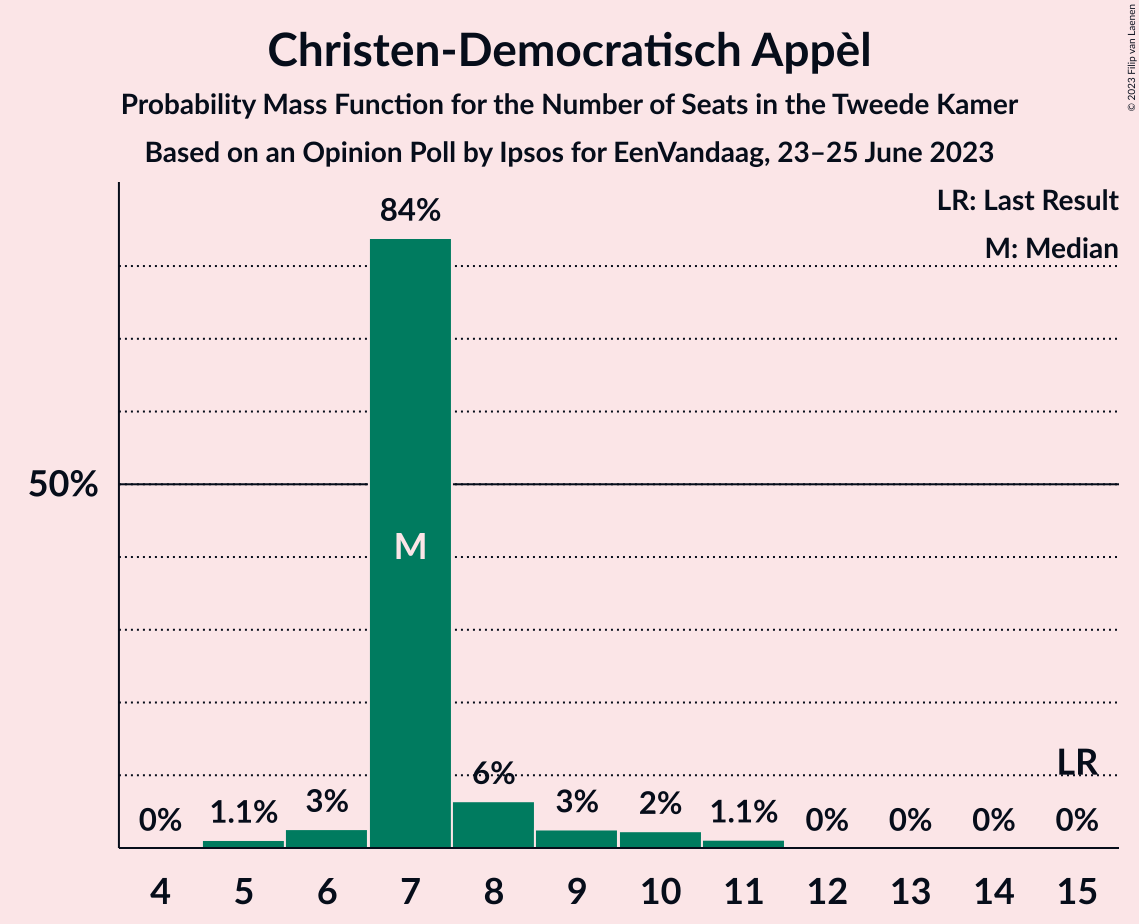 Christen-Democratisch Appèl
Probability Mass Function for the Number of Seats in the Tweede Kamer
Based on an Opinion Poll by Ipsos for EenVandaag, 23–25 June 2023
© 2023 Filip van Laenen
LR: Last Result
M: Median
84%
50%
M
LR
0% 1.1% 3% 6% 3% 2% 1.1% 0% 0% 0% 0%
4 5 6 7 8 9 10 11 12 13 14 15